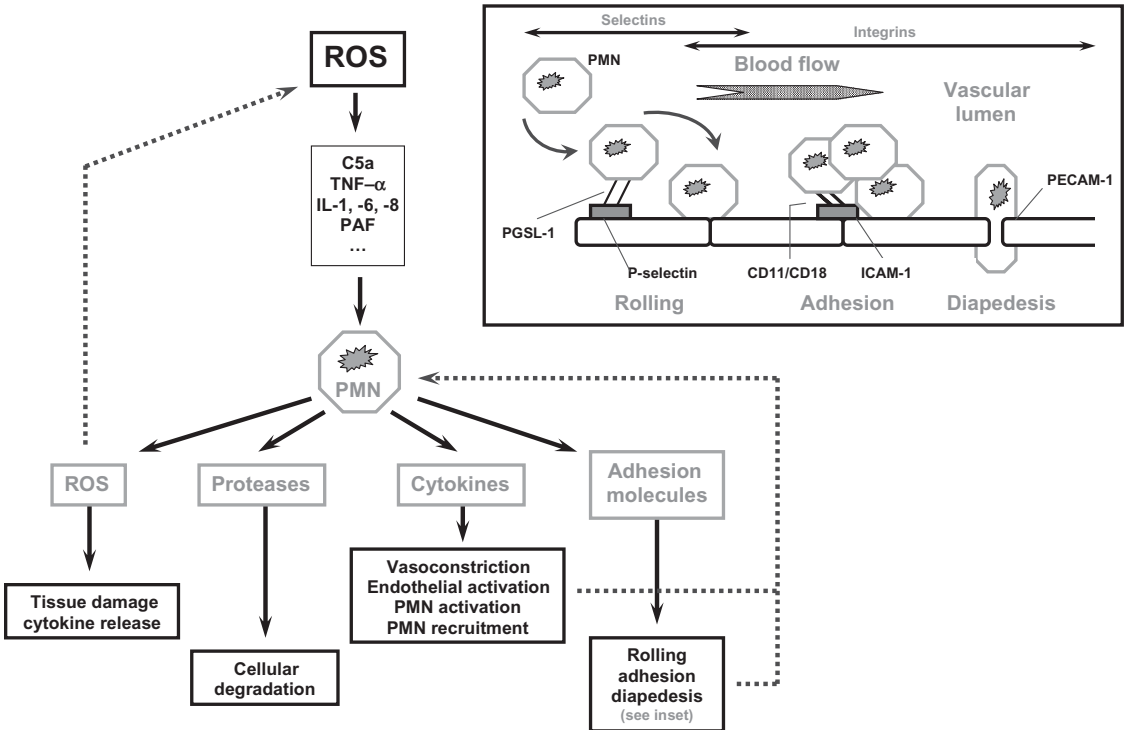 ROS
C5a
TNF–α
IL-1, -6, -8
PAF
...
PMN
ROS
Proteases
Cytokines
Adhesion
molecules
Tissue damage
cytokine release
Cellular
degradation
Vasoconstriction
Endothelial activation
PMN activation
PMN recruitment
Rolling
adhesion
diapedesis
(see inset)
Selectins
Integrins
PMN
Blood flow
Vascular
lumen
PECAM-1
PGSL-1
P-selectin
CD11/CD18
ICAM-1
Rolling
Adhesion
Diapedesis